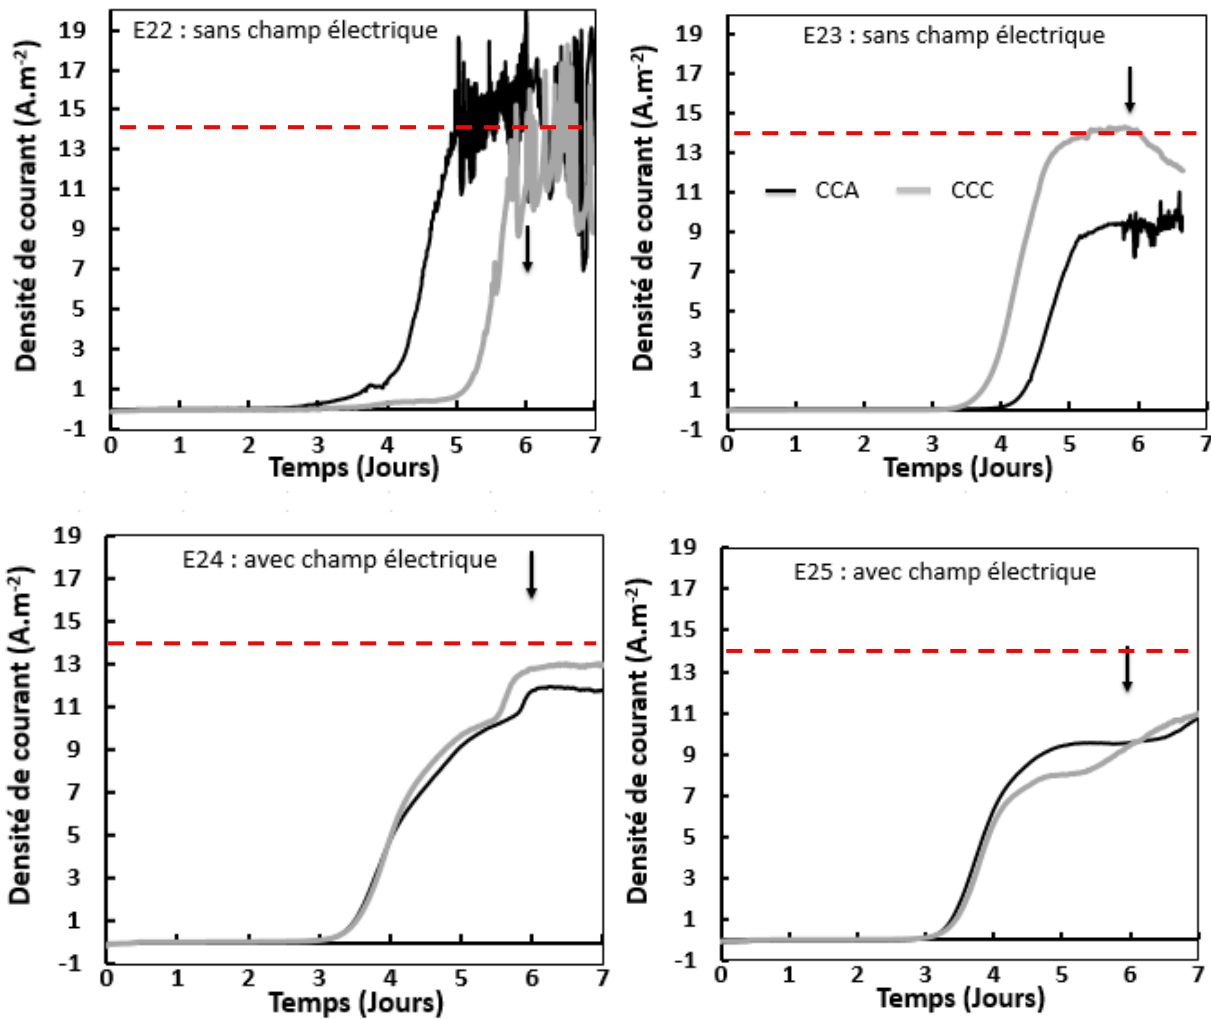 E22 : sans champ électrique
Densité de courant (A.m-2)
19
17
15
13
11
9
7
5
3
1
-1
0 1 2 3 4 5 6 7
Temps (Jours)
E23 : sans champ électrique
Densité de courant (A.m-2)
19
17
15
13
11
9
7
5
3
1
-1
CCA CCC
0 1 2 3 4 5 6 7
Temps (Jours)
E24 : avec champ électrique
Densité de courant (A.m-2)
19
17
15
13
11
9
7
5
3
1
-1
0 1 2 3 4 5 6 7
Temps (Jours)
E25 : avec champ électrique
Densité de courant (A.m-2)
19
17
15
13
11
9
7
5
3
1
-1
0 1 2 3 4 5 6 7
Temps (Jours)